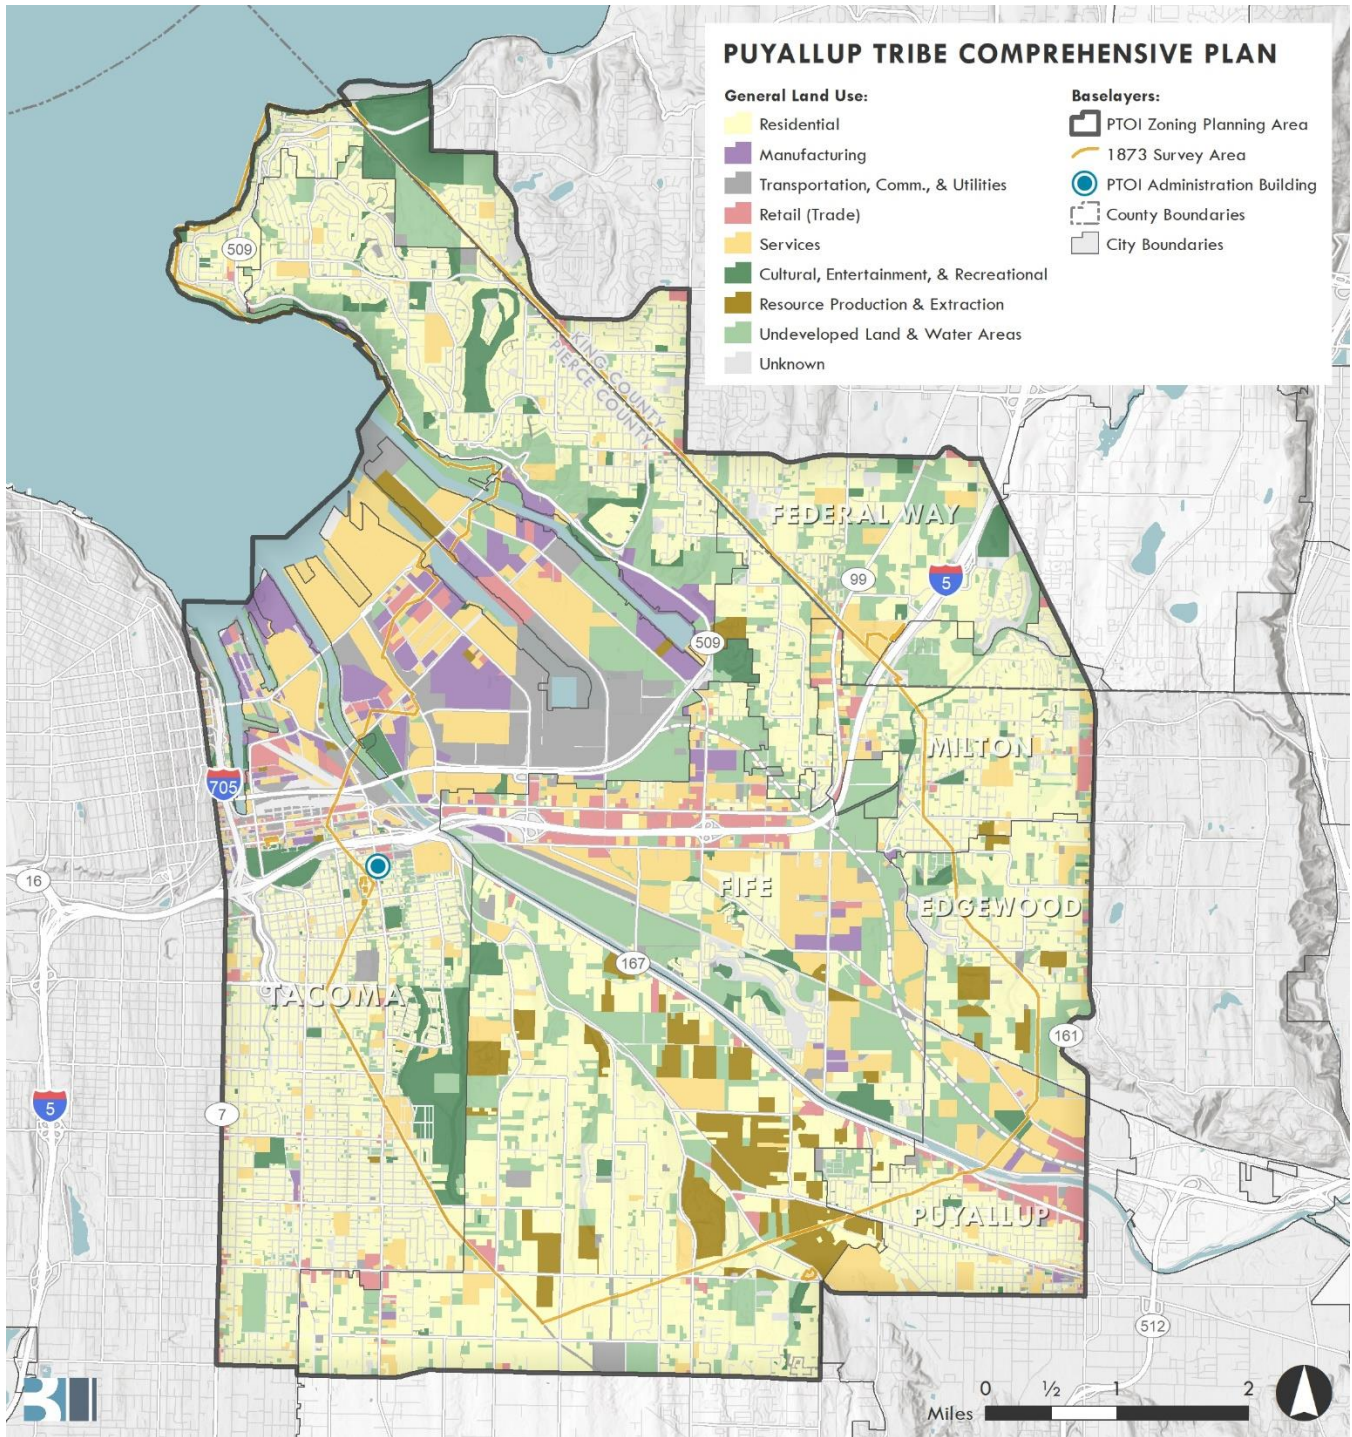 PUYALLUP TRIBE COMPREHENSIVE PLAN
General Land Use:
Residential
Manufacturing
Transportation, Comm., & Utilities
Retail (Trade)
Services
Cultural, Entertainment, & Recreational
Resource Production & Extraction
Undeveloped Land & Water Areas
Unknown
Baselayers:
PTOI Zoning Planning Area
1873 Survey Area
PTOI Administration Building
County Boundaries
City Boundaries
509
KING COUNTY
PIERCE COUNTY
FEDERAL WAY
99
5
509
MILTON
705
16
FIFE
EDGEWOOD
167
TACOMA
161
5
7
PUYALLUP
512
0 ½ 1 2
Miles